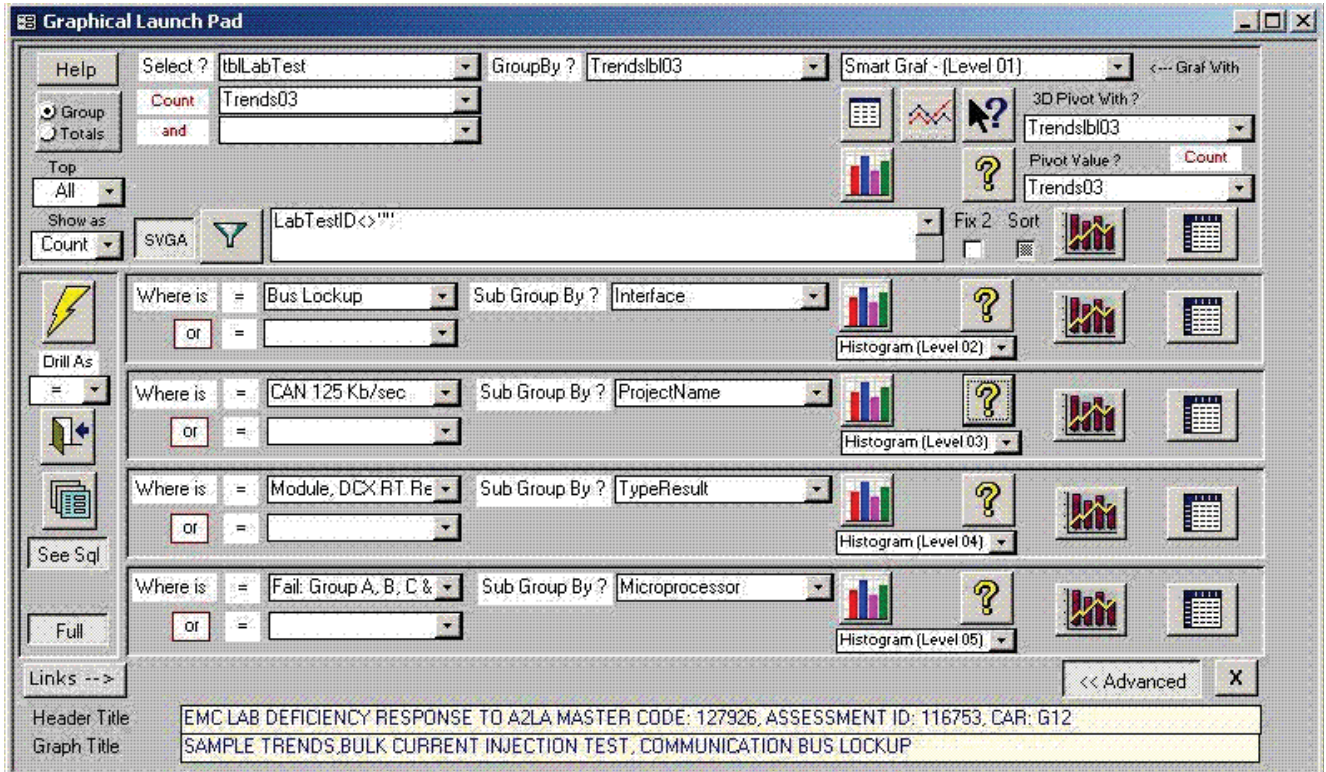 Graphical Launch Pad
Help Select ? tblLabTest GroupBy ? Trendslbl03 Smart Graf - (Level 01) <--- Graf With
Group Count Trends03 3D Pivot With ?
Totals and Trendslbl03
Top Pivot Value ? Count
All Trends03
Show as LabTestID<>"" Fix 2 Sort
Count SVGA
Where is = Bus Lockup Sub Group By ? Interface
or =
Histogram (Level 02)
Drill As
=
Where is = CAN 125 Kb/sec Sub Group By ? ProjectName
or =
Histogram (Level 03)
Where is = Module, DCX RT Re Sub Group By ? TypeResult
or =
Histogram (Level 04)
See Sql
Where is = Fail: Group A, B, C & Sub Group By ? Microprocessor
Full or =
Histogram (Level 05)
Links --> << Advanced X
Header Title EMC LAB DEFICIENCY RESPONSE TO A2LA MASTER CODE: 127926, ASSESSMENT ID: 116753, CAR: G12
Graph Title SAMPLE TRENDS,BULK CURRENT INJECTION TEST, COMMUNICATION BUS LOCKUP